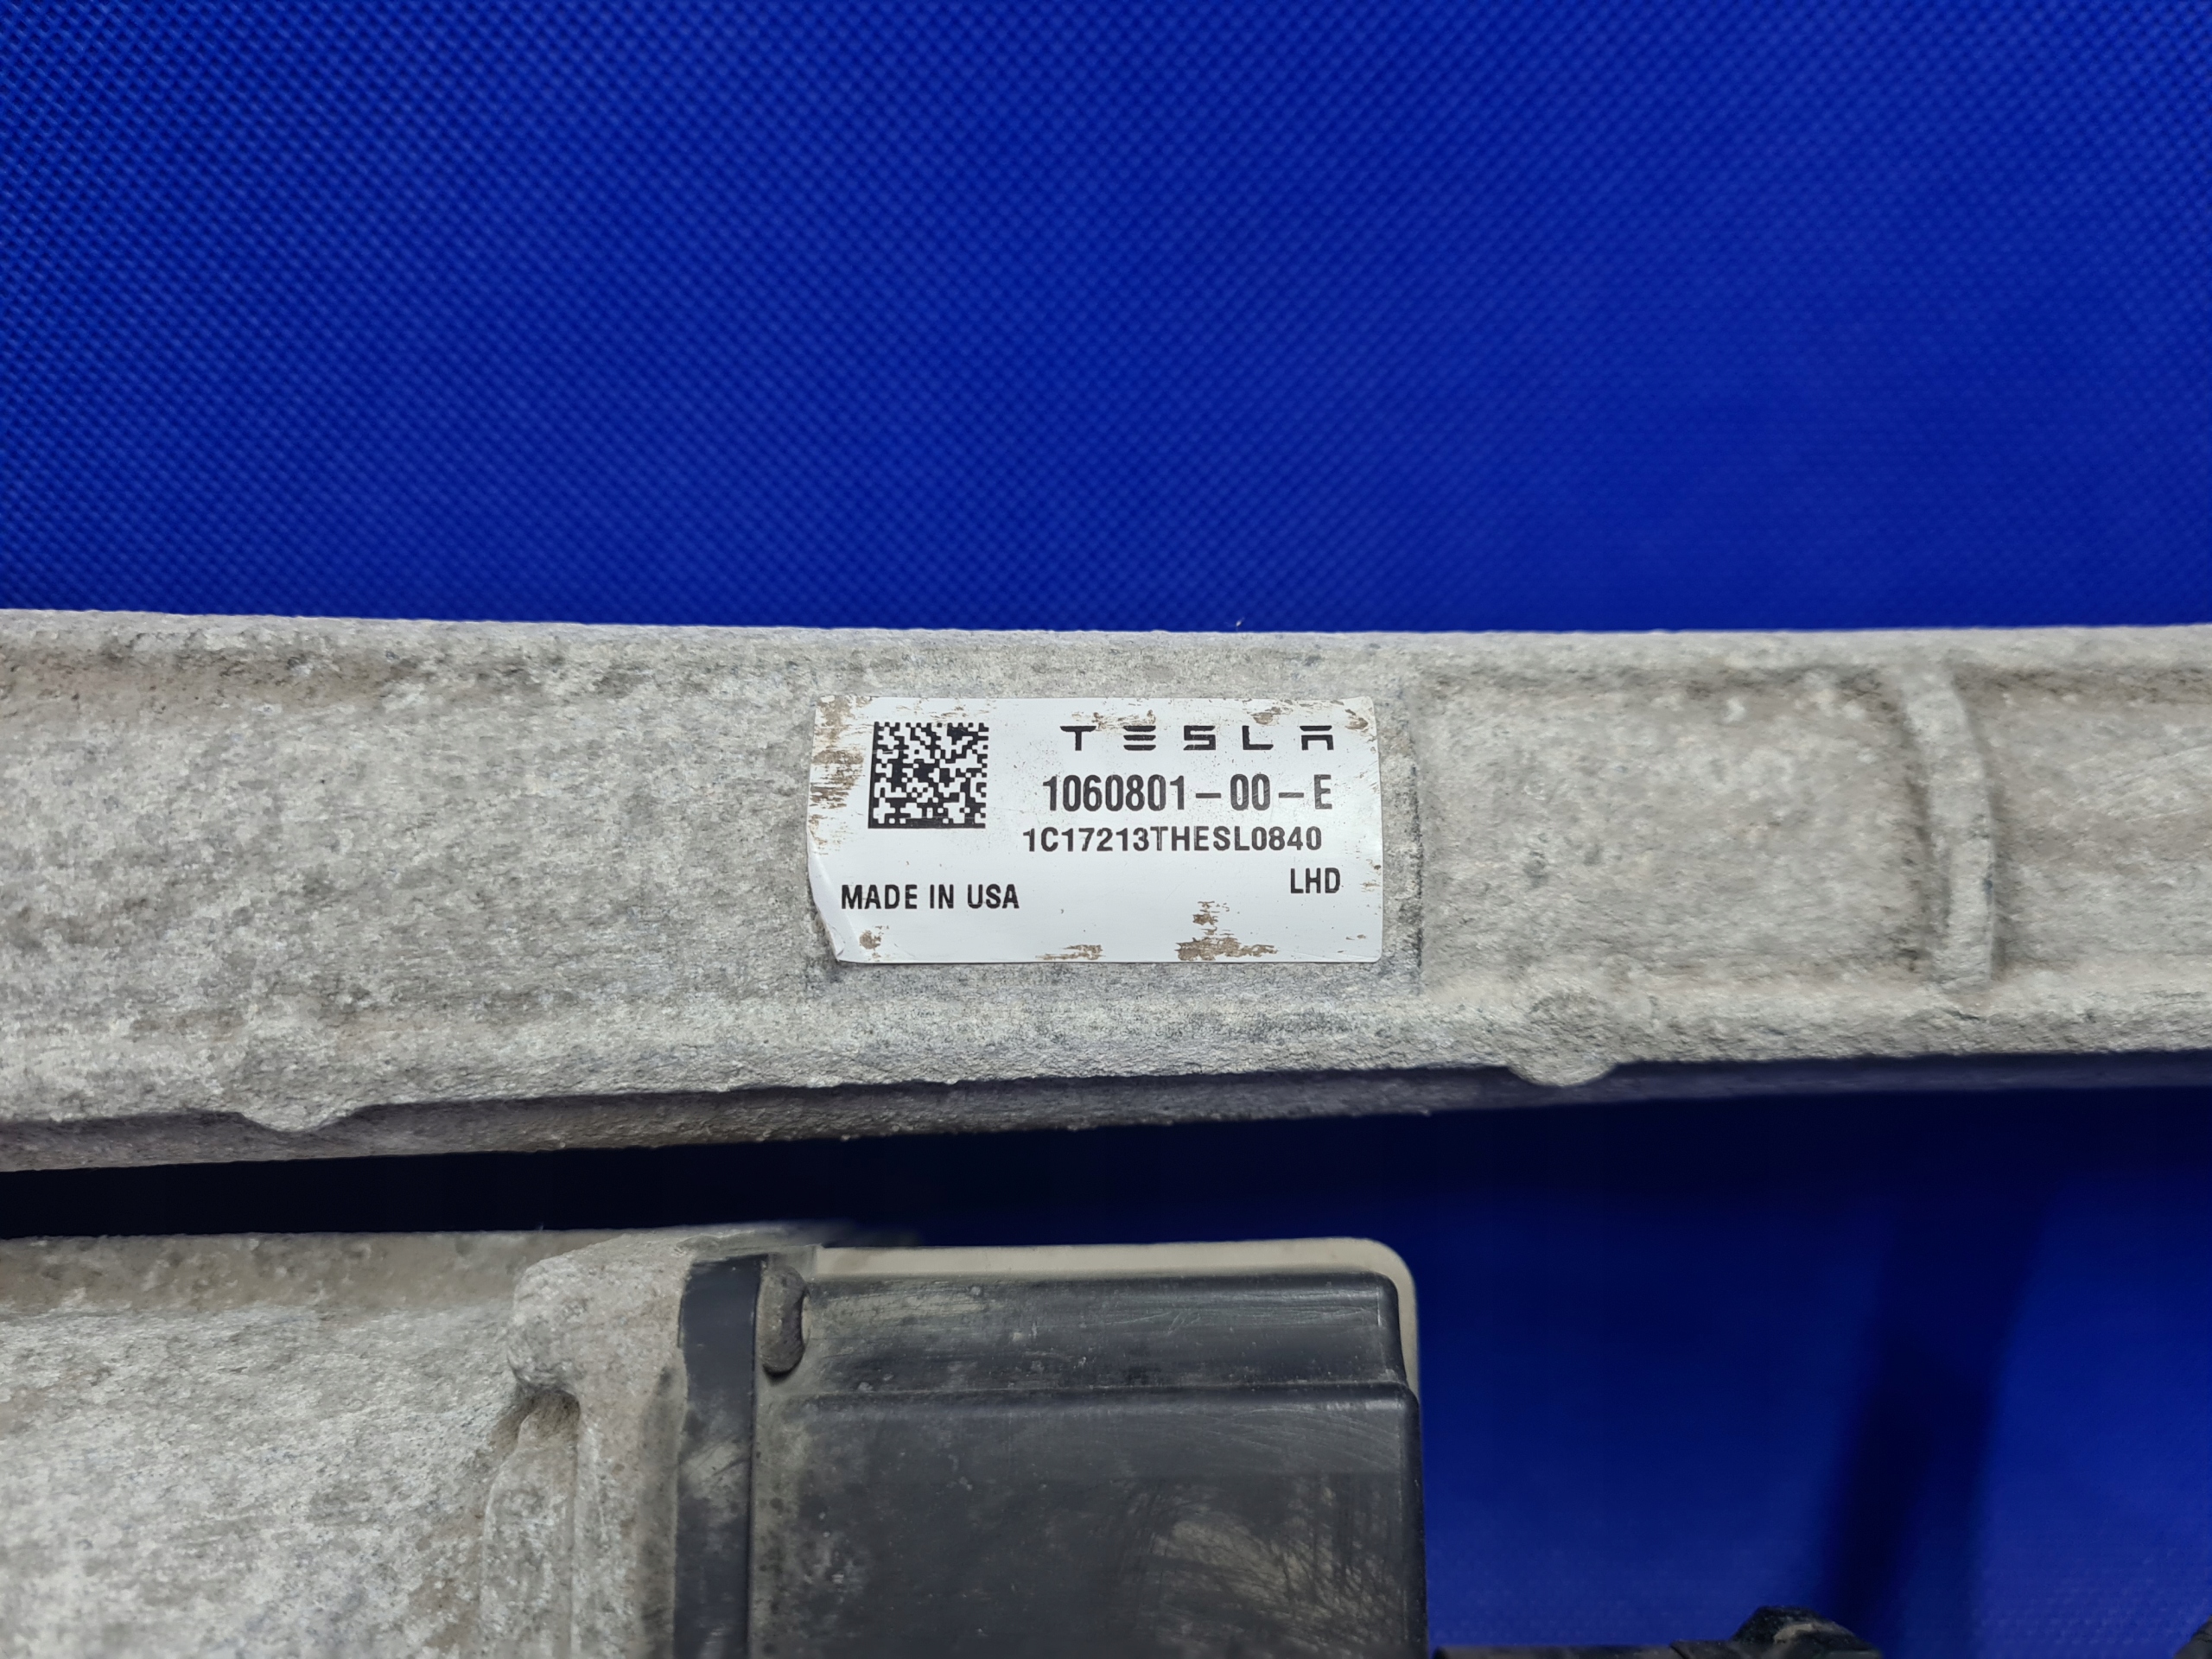 TESLA
1060801-00-E
1C17213THESL0840
LHD
MADE IN USA